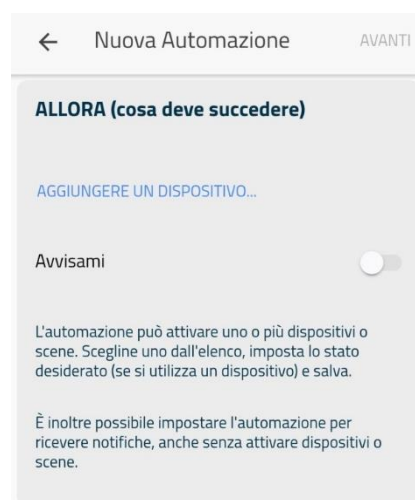 Nuova Automazione AVANTI
ALLORA (cosa deve succedere)
AGGIUNGERE UN DISPOSITIVO...
Avvisami
L'automazione può attivare uno o più dispositivi o
scene. Scegline uno dall'elenco, imposta lo stato
desiderato (se si utilizza un dispositivo) e salva.
È inoltre possibile impostare l'automazione per
ricevere notifiche, anche senza attivare dispositivi o
scene.